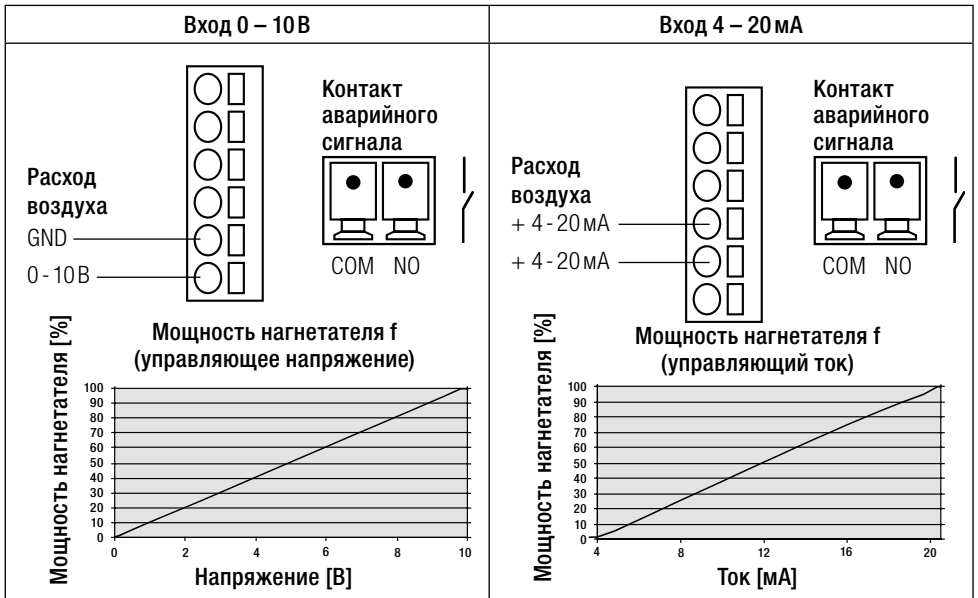 Вход 0 – 10 В
Контакт
аварийного
сигнала
Расход
воздуха
GND
0 - 10 В
COM NO
Мощность нагнетателя f
(управляющее напряжение)
Мощность нагнетателя [%]
100
90
80
70
60
50
40
30
20
10
0
0 2 4 6 8 10
Напряжение [В]
Вход 4 – 20 мА
Контакт
аварийного
сигнала
Расход
воздуха
+ 4 - 20 мА
+ 4 - 20 мА
COM NO
Мощность нагнетателя f
(управляющий ток)
Мощность нагнетателя [%]
100
90
80
70
60
50
40
30
20
10
0
4 8 12 16 20
Ток [мА]